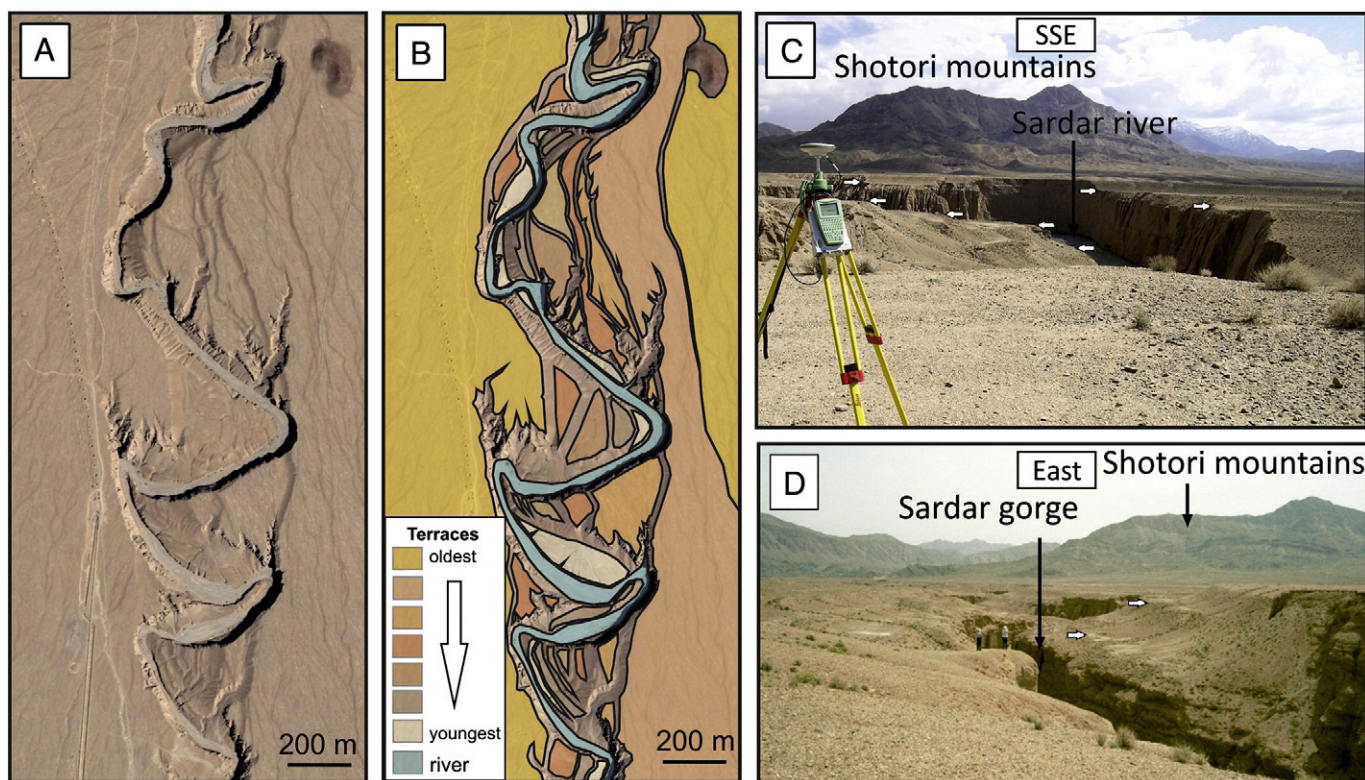 A
200 m
B
Terraces
oldest
youngest
river
200 m
C
SSE
Shotori mountains
Sardar river
D
East
Shotori mountains
Sardar gorge